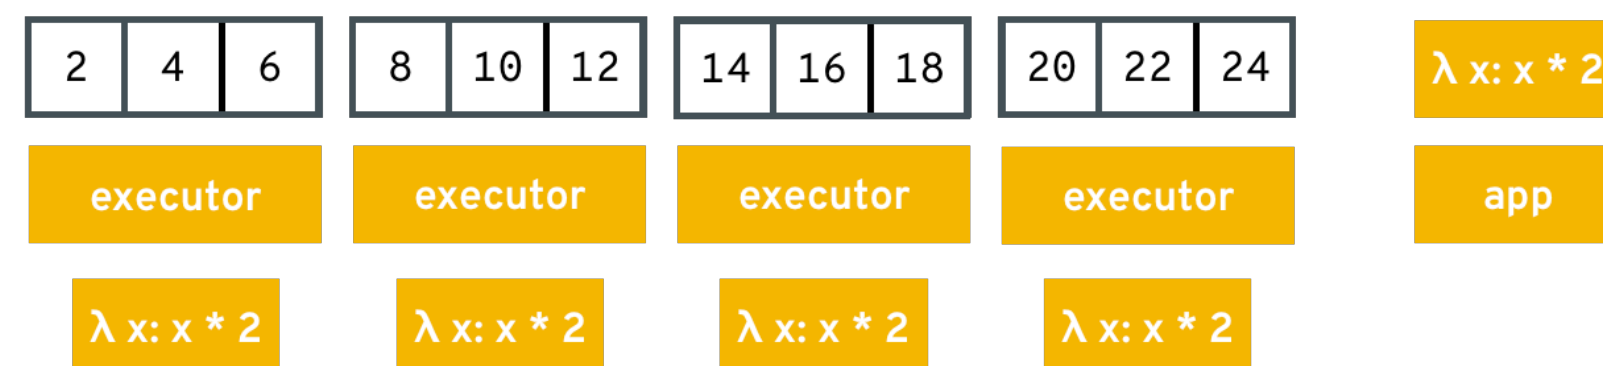 2 4 6 8 10 12 14 16 18 20 22 24 λ x: x * 2
executor executor executor executor app
λ x: x * 2 λ x: x * 2 λ x: x * 2 λ x: x * 2